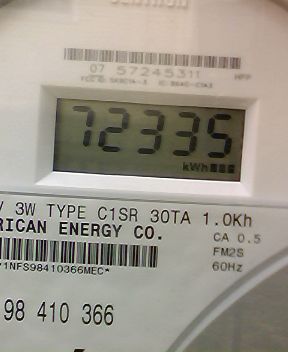 07 57245311 HPP
72335
kWh
V 3W TYPE C1SR 30TA 1.0Kh
RICAN ENERGY CO. CA 0.5
FM2S
*1NFS98410366MEC* 60Hz
98 410 366